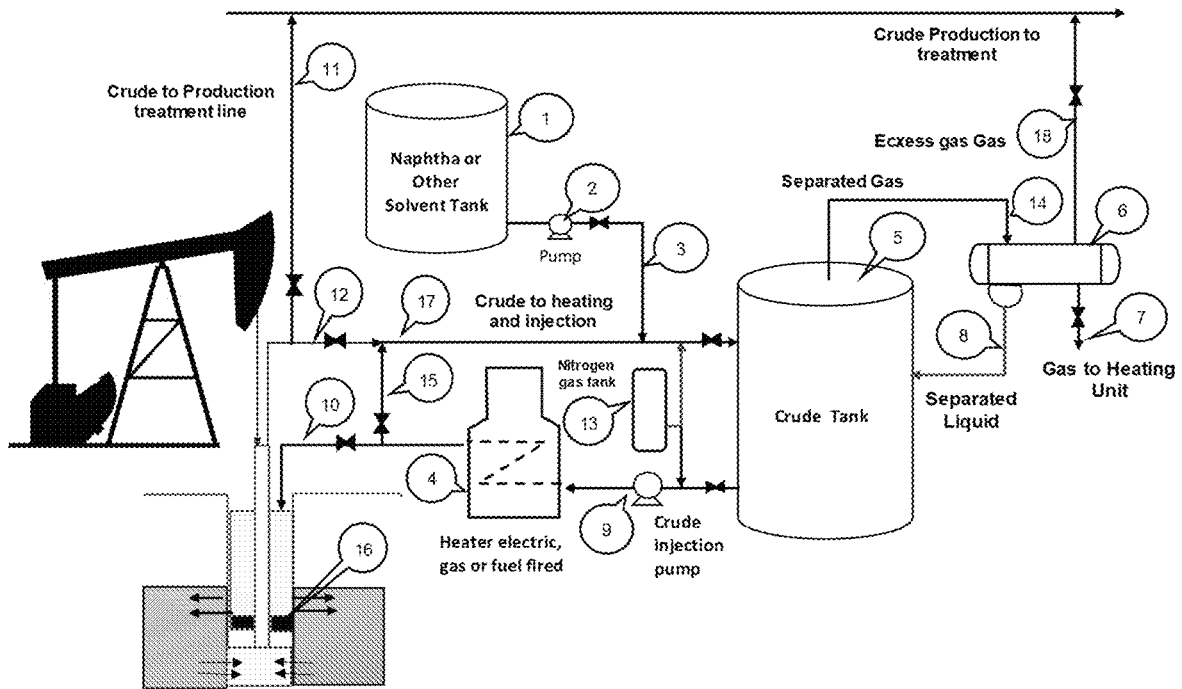 Crude Production to
treatment
11
Crude to Production
treatment line
1
18
Ecxess gas Gas
Naphtha or
Other
Solvent Tank
2
Separated Gas
14
6
5
Pump
3
12
17
Crude to heating
and injection
7
8
Nitrogen
gas tank
Gas to Heating
Unit
15
13
Separated
Liquid
10
Crude Tank
4
9
Heater electric,
gas or fuel fired
Crude
injection
pump
16